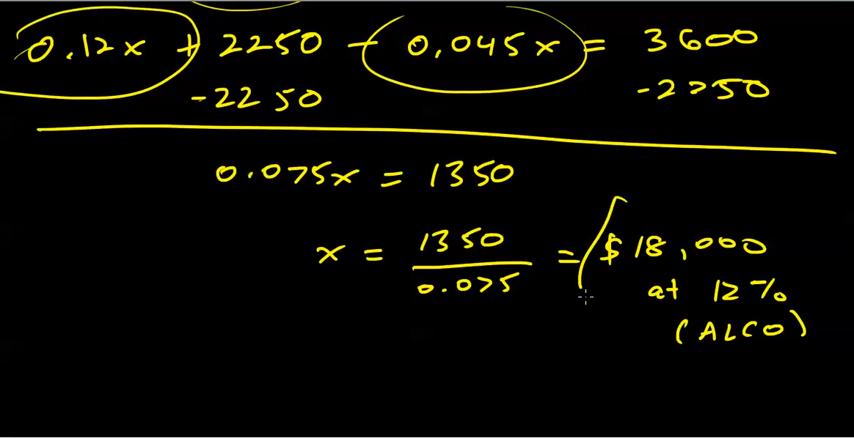 0.12x + 2250 - 0.045x = 3600
-2250 -2250
0.075x = 1350
x = 1350 / 0.075 = $18,000
at 12%
(ALCO)